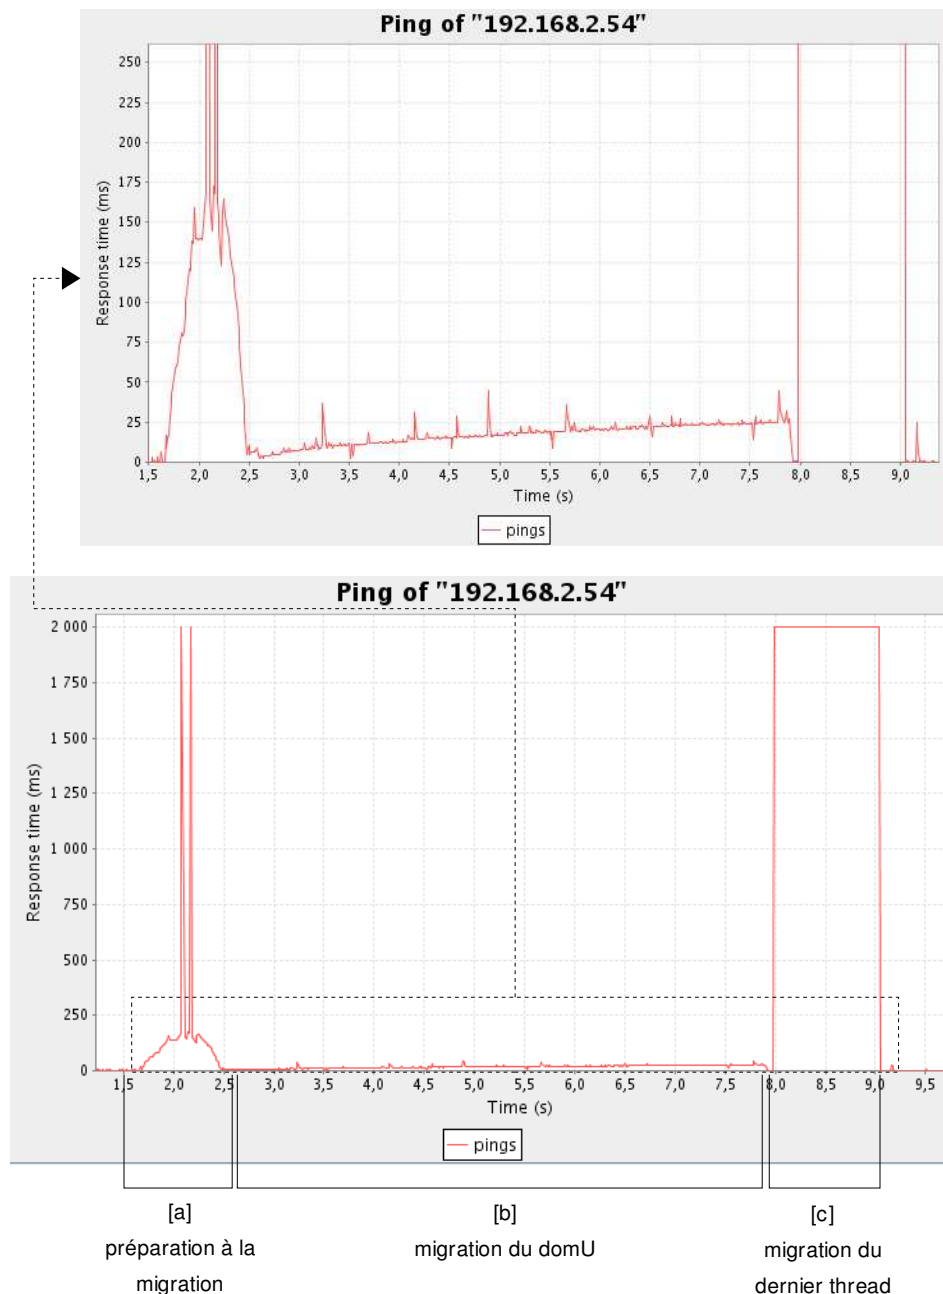 Ping of "192.168.2.54"
250
225
200
175
150
125
100
75
50
25
0
Response time (ms)
1,5 2,0 2,5 3,0 3,5 4,0 4,5 5,0 5,5 6,0 6,5 7,0 7,5 8,0 8,5 9,0
Time (s)
pings
Ping of "192.168.2.54"
2 000
1 750
1 500
1 250
1 000
750
500
250
0
Response time (ms)
1,5 2,0 2,5 3,0 3,5 4,0 4,5 5,0 5,5 6,0 6,5 7,0 7,5 8,0 8,5 9,0 9,5
Time (s)
pings
[a]
préparation à la
migration
[b]
migration du domU
[c]
migration du
dernier thread